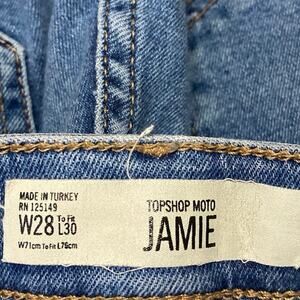 MADE IN TURKEY
RN 125149
W28 To Fit L30
W71cm To Fit L76cm
TOPSHOP MOTO
JAMIE